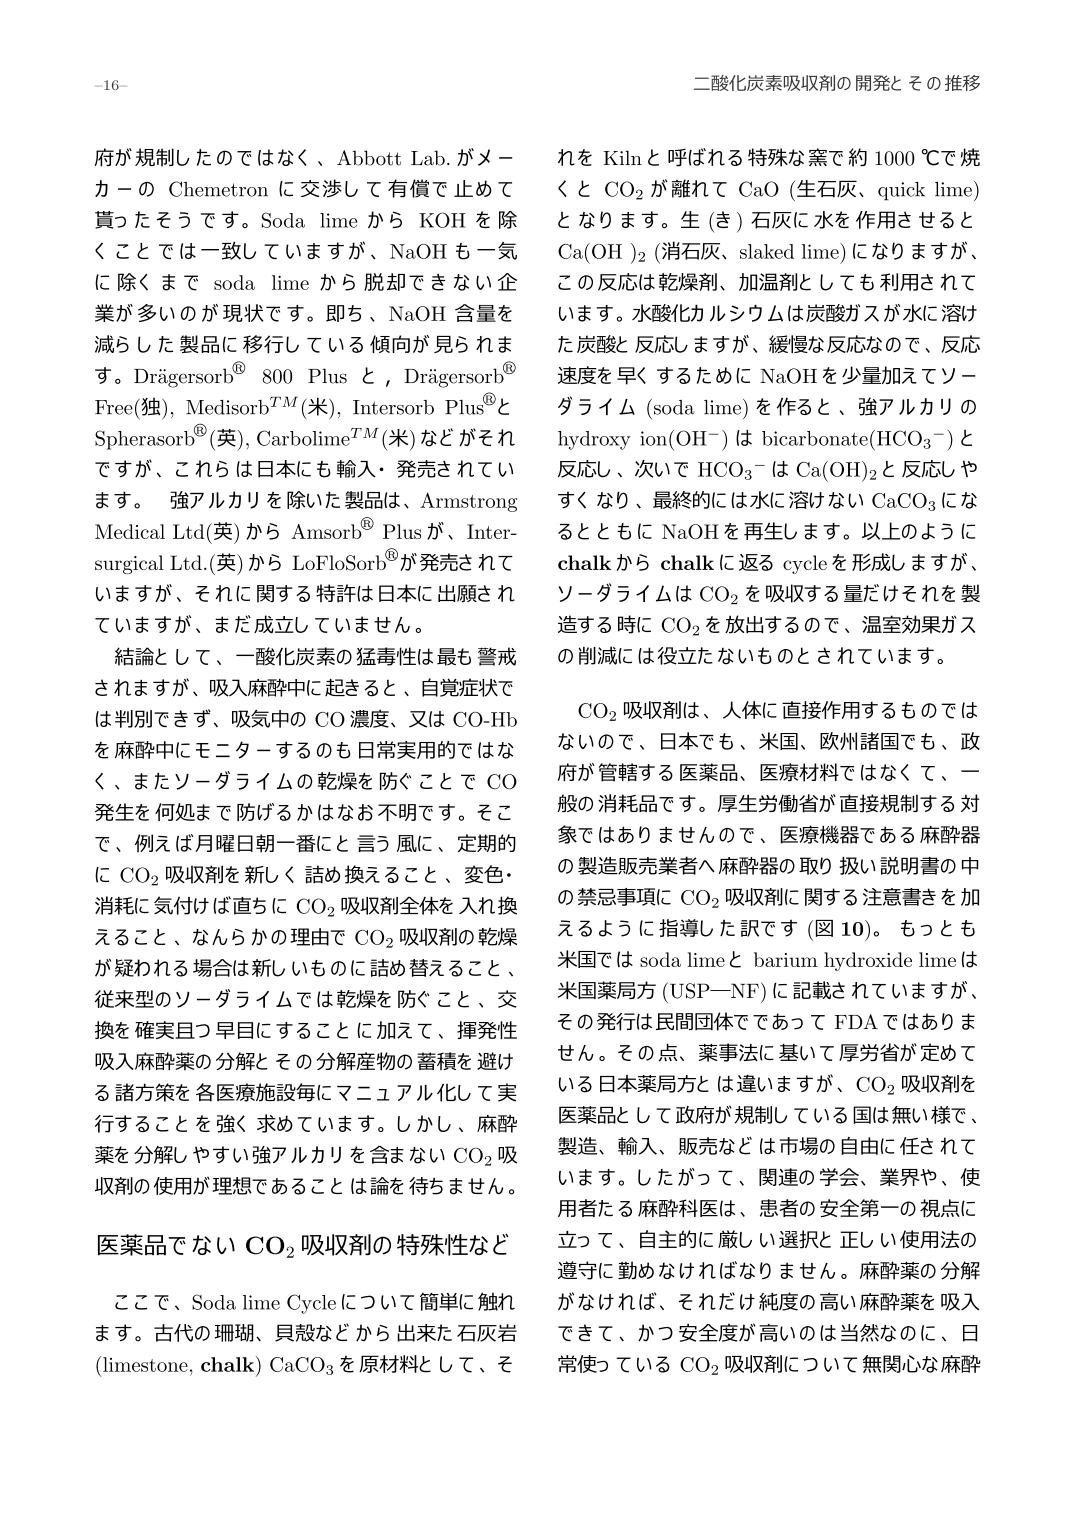 –16–
二酸化炭素吸収剤の開発とその推移
府が規制したのではなく、Abbott Lab. がメー
カーの Chemetron に交渉して有償で止めて
貰ったそうです。Soda lime から KOH を除
くことでは一致していますが、NaOH も一気
に除くまで soda lime から脱却できない企
業が多いのが現状です。即ち、NaOH 含量を
減らした製品に移行している傾向が見られま
す。Drägersorb® 800 Plus と , Drägersorb®
Free(独), Medisorb™(米), Intersorb Plus®と
Spherasorb®(英), Carbolime™(米) などがそれ
ですが、これらは日本にも輸入・発売されてい
ます。 強アルカリを除いた製品は、Armstrong
Medical Ltd(英) から Amsorb® Plus が、Inter-
surgical Ltd.(英) から LoFloSorb®が発売されて
いますが、それに関する特許は日本に出願され
ていますが、まだ成立していません。
結論として、一酸化炭素の猛毒性は最も警戒
されますが、吸入麻酔中に起きると、自覚症状で
は判別できず、吸気中の CO 濃度、又は CO-Hb
を麻酔中にモニターするのも日常実用的ではな
く、またソーダライムの乾燥を防ぐことで CO
発生を何処まで防げるかはなお不明です。そこ
で、例えば月曜日朝一番にと言う風に、定期的
に CO₂ 吸収剤を新しく詰め換えること、変色・
消耗に気付けば直ちに CO₂ 吸収剤全体を入れ換
えること、なんらかの理由で CO₂ 吸収剤の乾燥
が疑われる場合は新しいものに詰め替えること、
従来型のソーダライムでは乾燥を防ぐこと、交
換を確実且つ早目にすることに加えて、揮発性
吸入麻酔薬の分解とその分解産物の蓄積を避け
る諸方策を各医療施設毎にマニュアル化して実
行することを強く求めています。しかし、麻酔
薬を分解しやすい強アルカリを含まない CO₂ 吸
収剤の使用が理想であることは論を待ちません。
医薬品でない CO₂ 吸収剤の特殊性など
ここで、Soda lime Cycle について簡単に触れ
ます。古代の珊瑚、貝殻などから出来た石灰岩
(limestone, chalk) CaCO₃ を原材料として、そ
れを Kiln と呼ばれる特殊な窯で約 1000 ℃で焼
くと CO₂ が離れて CaO (生石灰、quick lime)
となります。生 (き) 石灰に水を作用させると
Ca(OH )₂ (消石灰、slaked lime) になりますが、
この反応は乾燥剤、加温剤としても利用されて
います。水酸化カルシウムは炭酸ガスが水に溶け
た炭酸と反応しますが、緩慢な反応なので、反応
速度を早くするために NaOH を少量加えてソー
ダライム (soda lime) を作ると、強アルカリの
hydroxy ion(OH⁻) は bicarbonate(HCO₃⁻) と
反応し、次いで HCO₃⁻ は Ca(OH)₂と反応しや
すくなり、最終的には水に溶けない CaCO₃ にな
るとともに NaOH を再生します。以上のように
chalk から chalk に返る cycle を形成しますが、
ソーダライムは CO₂ を吸収する量だけそれを製
造する時に CO₂ を放出するので、温室効果ガス
の削減には役立たないものとされています。
CO₂ 吸収剤は、人体に直接作用するものでは
ないので、日本でも、米国、欧州諸国でも、政
府が管轄する医薬品、医療材料ではなくて、一
般の消耗品です。厚生労働省が直接規制する対
象ではありませんので、医療機器である麻酔器
の製造販売業者へ麻酔器の取り扱い説明書の中
の禁忌事項に CO₂ 吸収剤に関する注意書きを加
えるように指導した訳です (図 10)。もっとも
米国では soda lime と barium hydroxide lime は
米国薬局方 (USP—NF) に記載されていますが、
その発行は民間団体でであって FDA ではありま
せん。その点、薬事法に基いて厚労省が定めて
いる日本薬局方とは違いますが、CO₂ 吸収剤を
医薬品として政府が規制している国は無い様で、
製造、輸入、販売などは市場の自由に任されて
います。したがって、関連の学会、業界や、使
用者たる麻酔科医は、患者の安全第一の視点に
立って、自主的に厳しい選択と正しい使用法の
遵守に勤めなければなりません。麻酔薬の分解
がなければ、それだけ純度の高い麻酔薬を吸入
できて、かつ安全度が高いのは当然なのに、日
常使っている CO₂ 吸収剤について無関心な麻酔